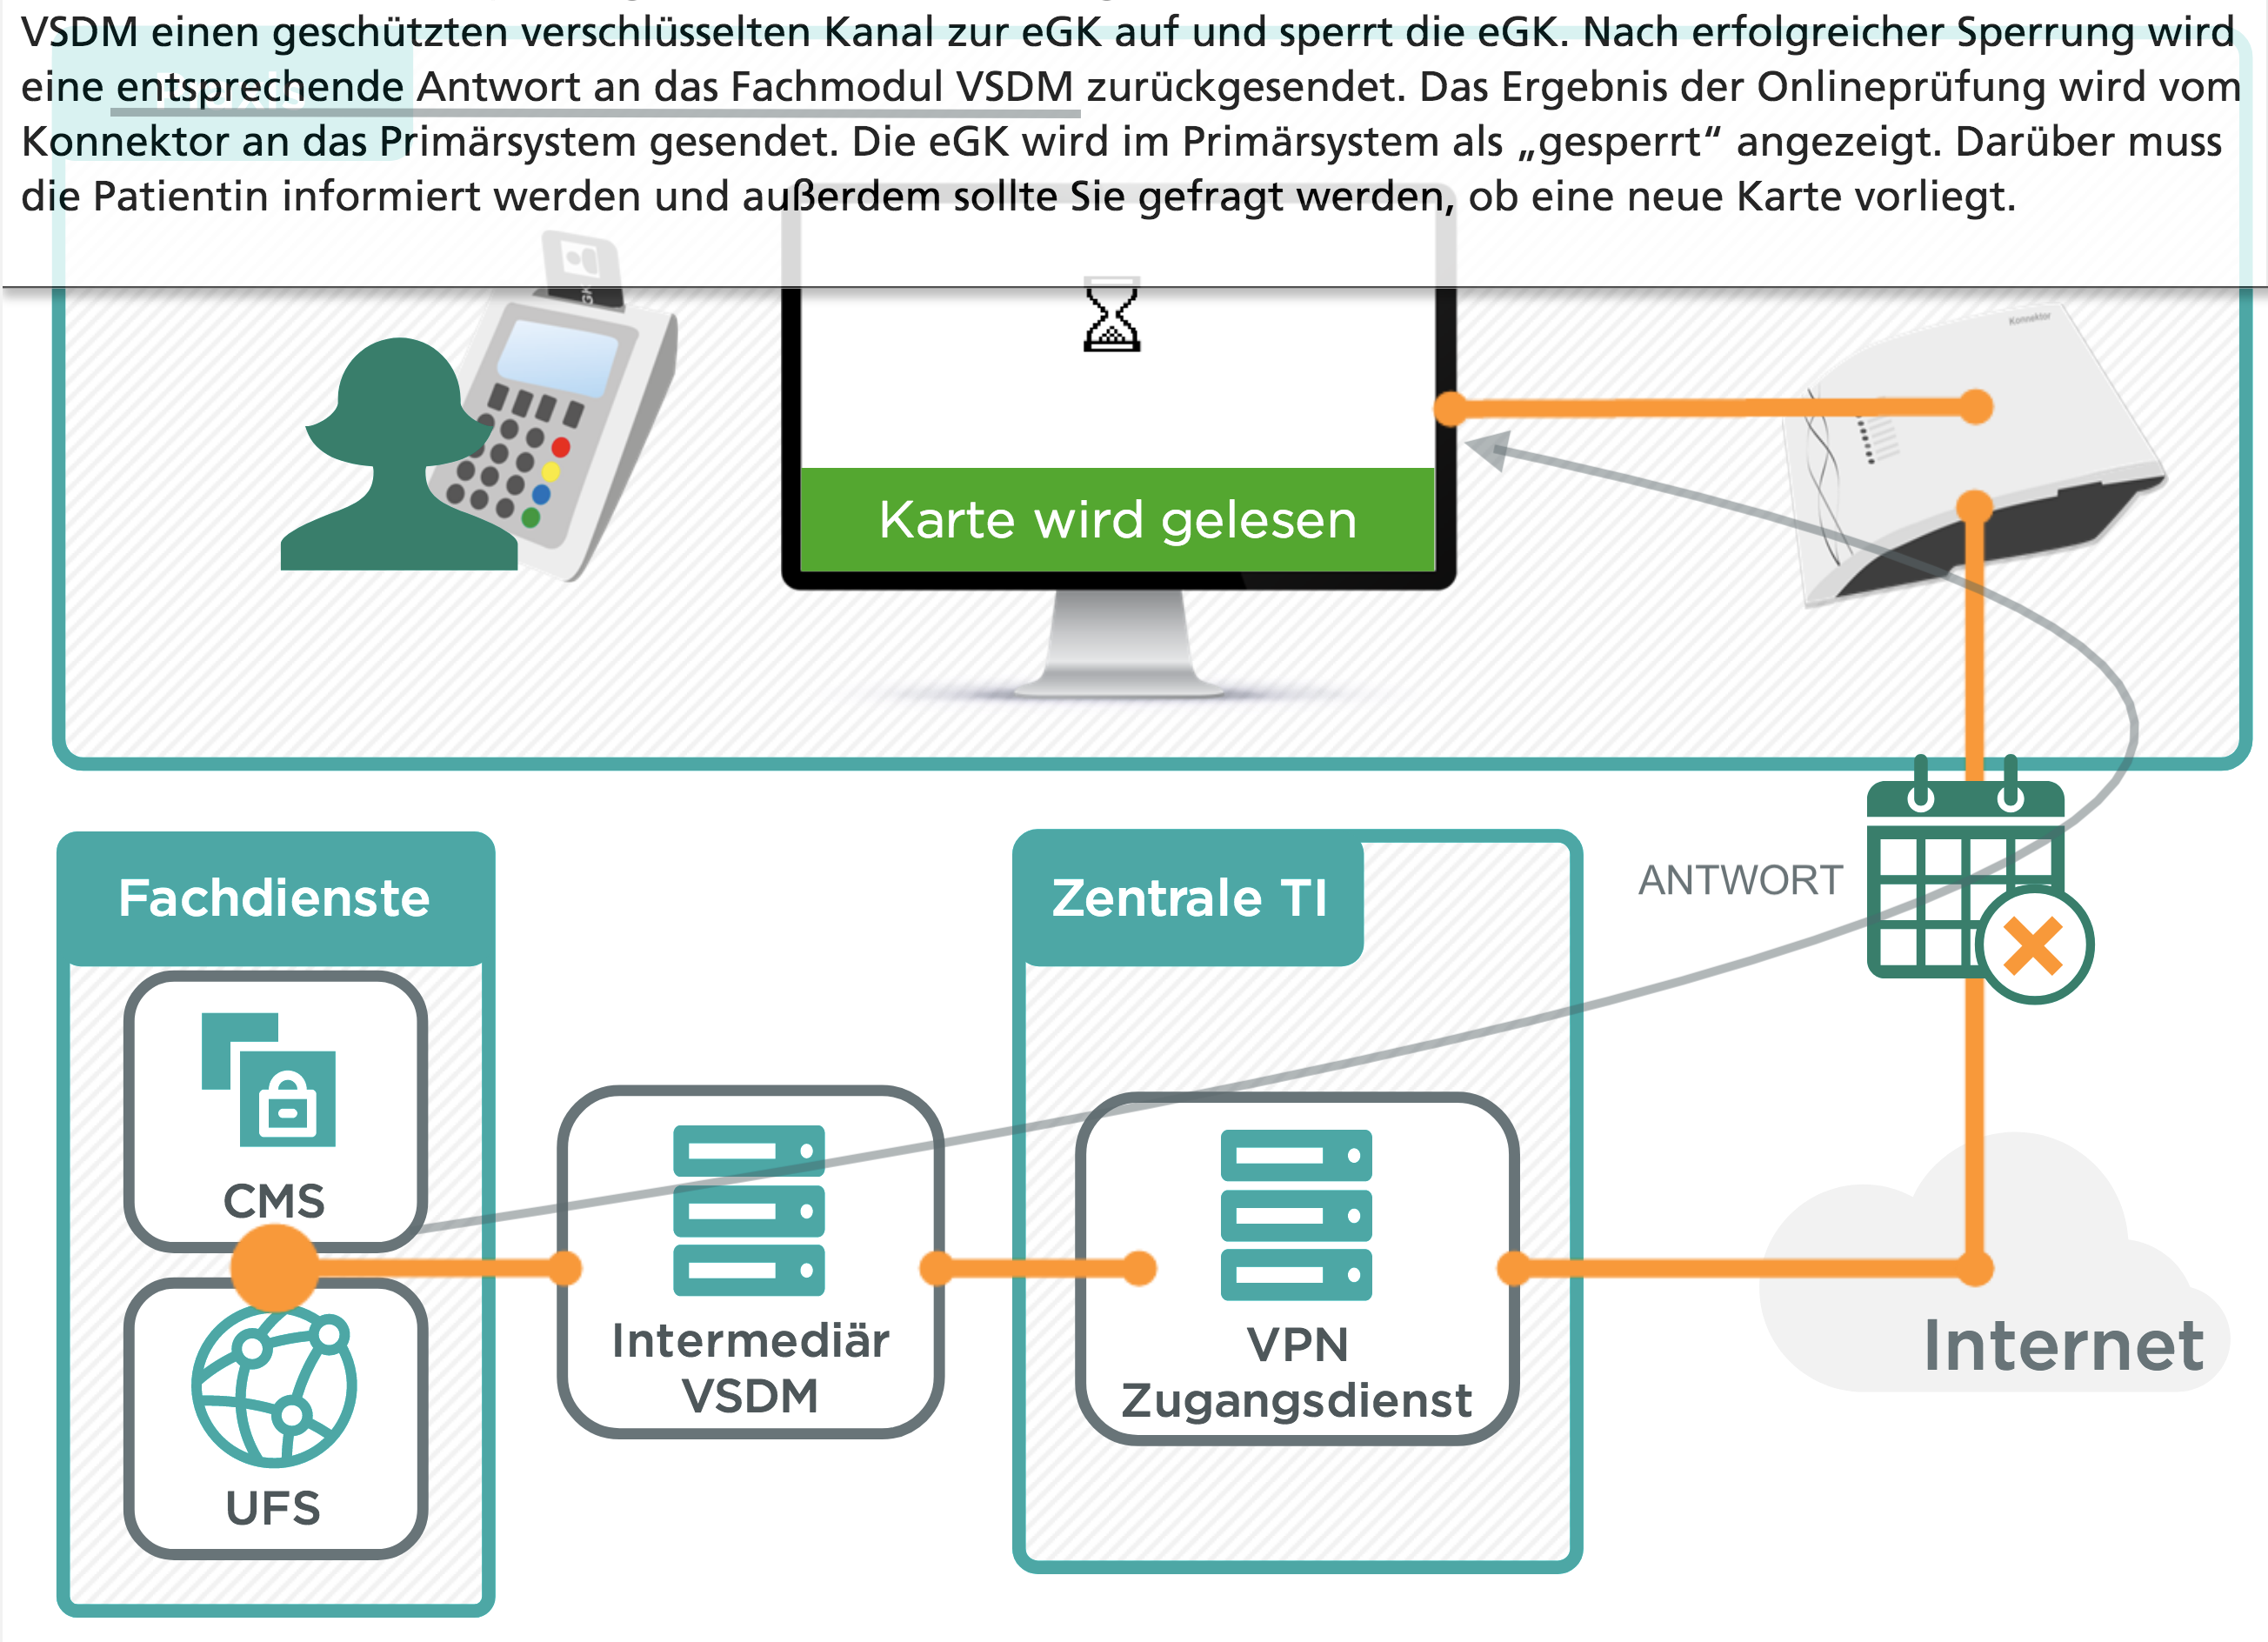 VSDM einen geschützten verschlüsselten Kanal zur eGK auf und sperrt die eGK. Nach erfolgreicher Sperrung wird
eine entsprechende Antwort an das Fachmodul VSDM zurückgesendet. Das Ergebnis der Onlineprüfung wird vom
Konnektor an das Primärsystem gesendet. Die eGK wird im Primärsystem als „gesperrt“ angezeigt. Darüber muss
die Patientin informiert werden und außerdem sollte Sie gefragt werden, ob eine neue Karte vorliegt.
Praxis
Konnektor
Karte wird gelesen
Fachdienste
Zentrale TI
ANTWORT
CMS
Intermediär
VSDM
VPN
Zugangsdienst
Internet
UFS